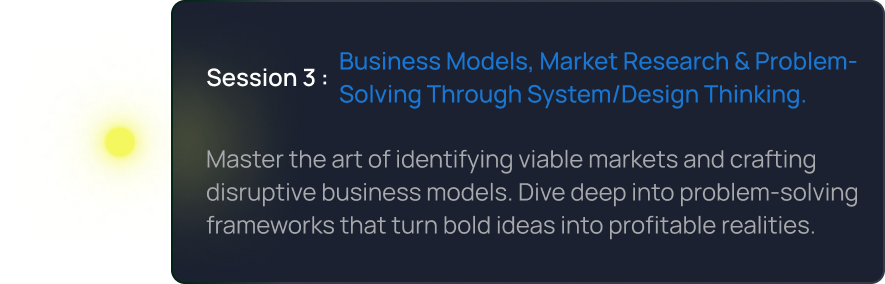 Session 3 : Business Models, Market Research & Problem-
Solving Through System/Design Thinking.
Master the art of identifying viable markets and crafting
disruptive business models. Dive deep into problem-solving
frameworks that turn bold ideas into profitable realities.